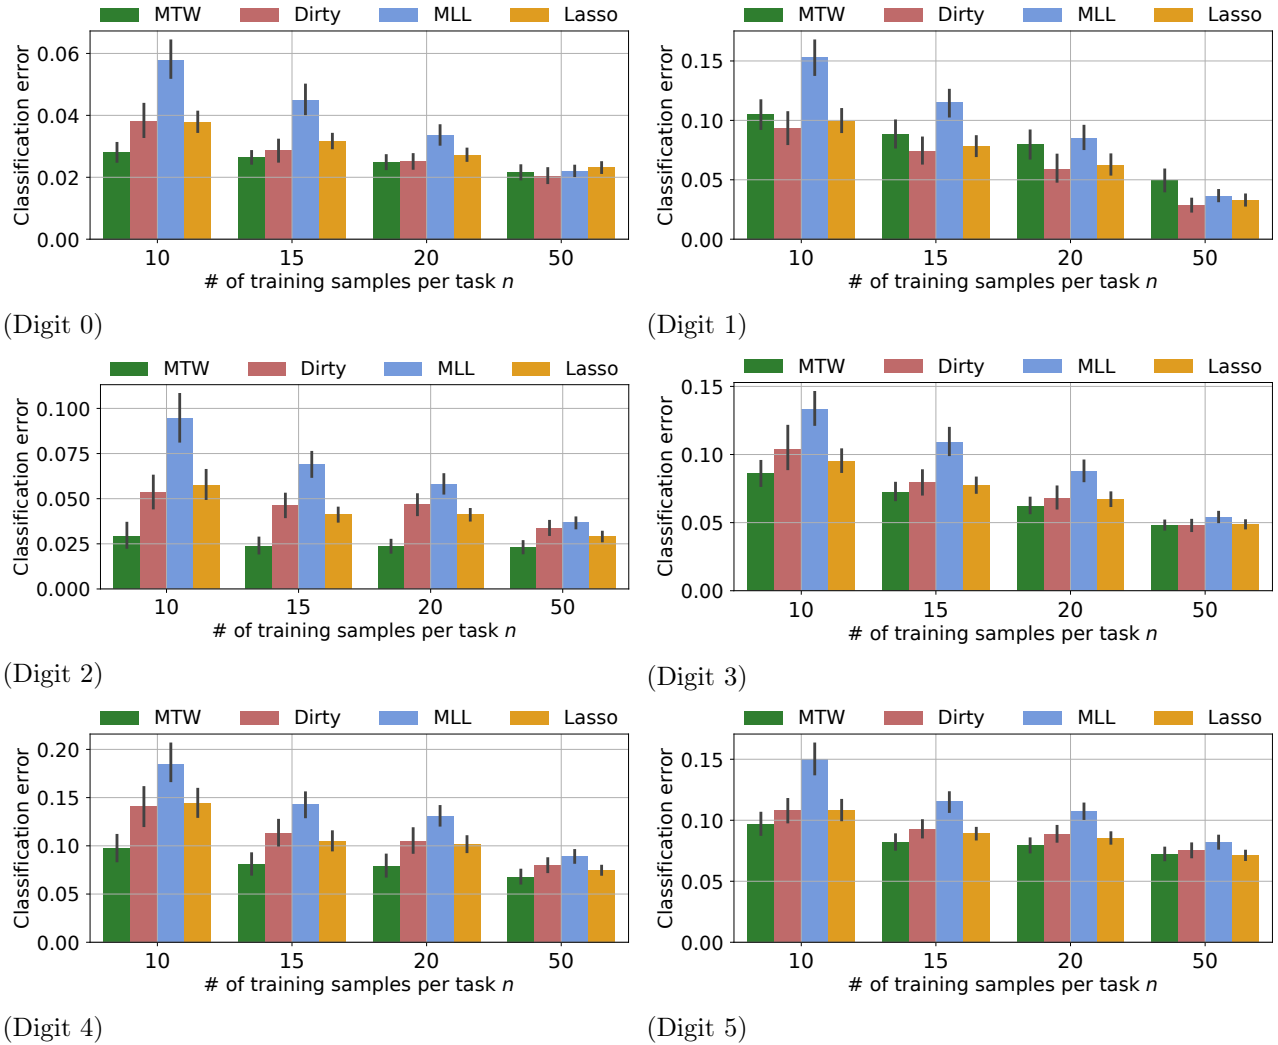 MTW Dirty MLL Lasso
Classification error
0.06
0.04
0.02
0.00
10 15 20 50
# of training samples per task n
(Digit 0)
MTW Dirty MLL Lasso
Classification error
0.15
0.10
0.05
0.00
10 15 20 50
# of training samples per task n
(Digit 1)
MTW Dirty MLL Lasso
Classification error
0.100
0.075
0.050
0.025
0.000
10 15 20 50
# of training samples per task n
(Digit 2)
MTW Dirty MLL Lasso
Classification error
0.15
0.10
0.05
0.00
10 15 20 50
# of training samples per task n
(Digit 3)
MTW Dirty MLL Lasso
Classification error
0.20
0.15
0.10
0.05
0.00
10 15 20 50
# of training samples per task n
(Digit 4)
MTW Dirty MLL Lasso
Classification error
0.15
0.10
0.05
0.00
10 15 20 50
# of training samples per task n
(Digit 5)